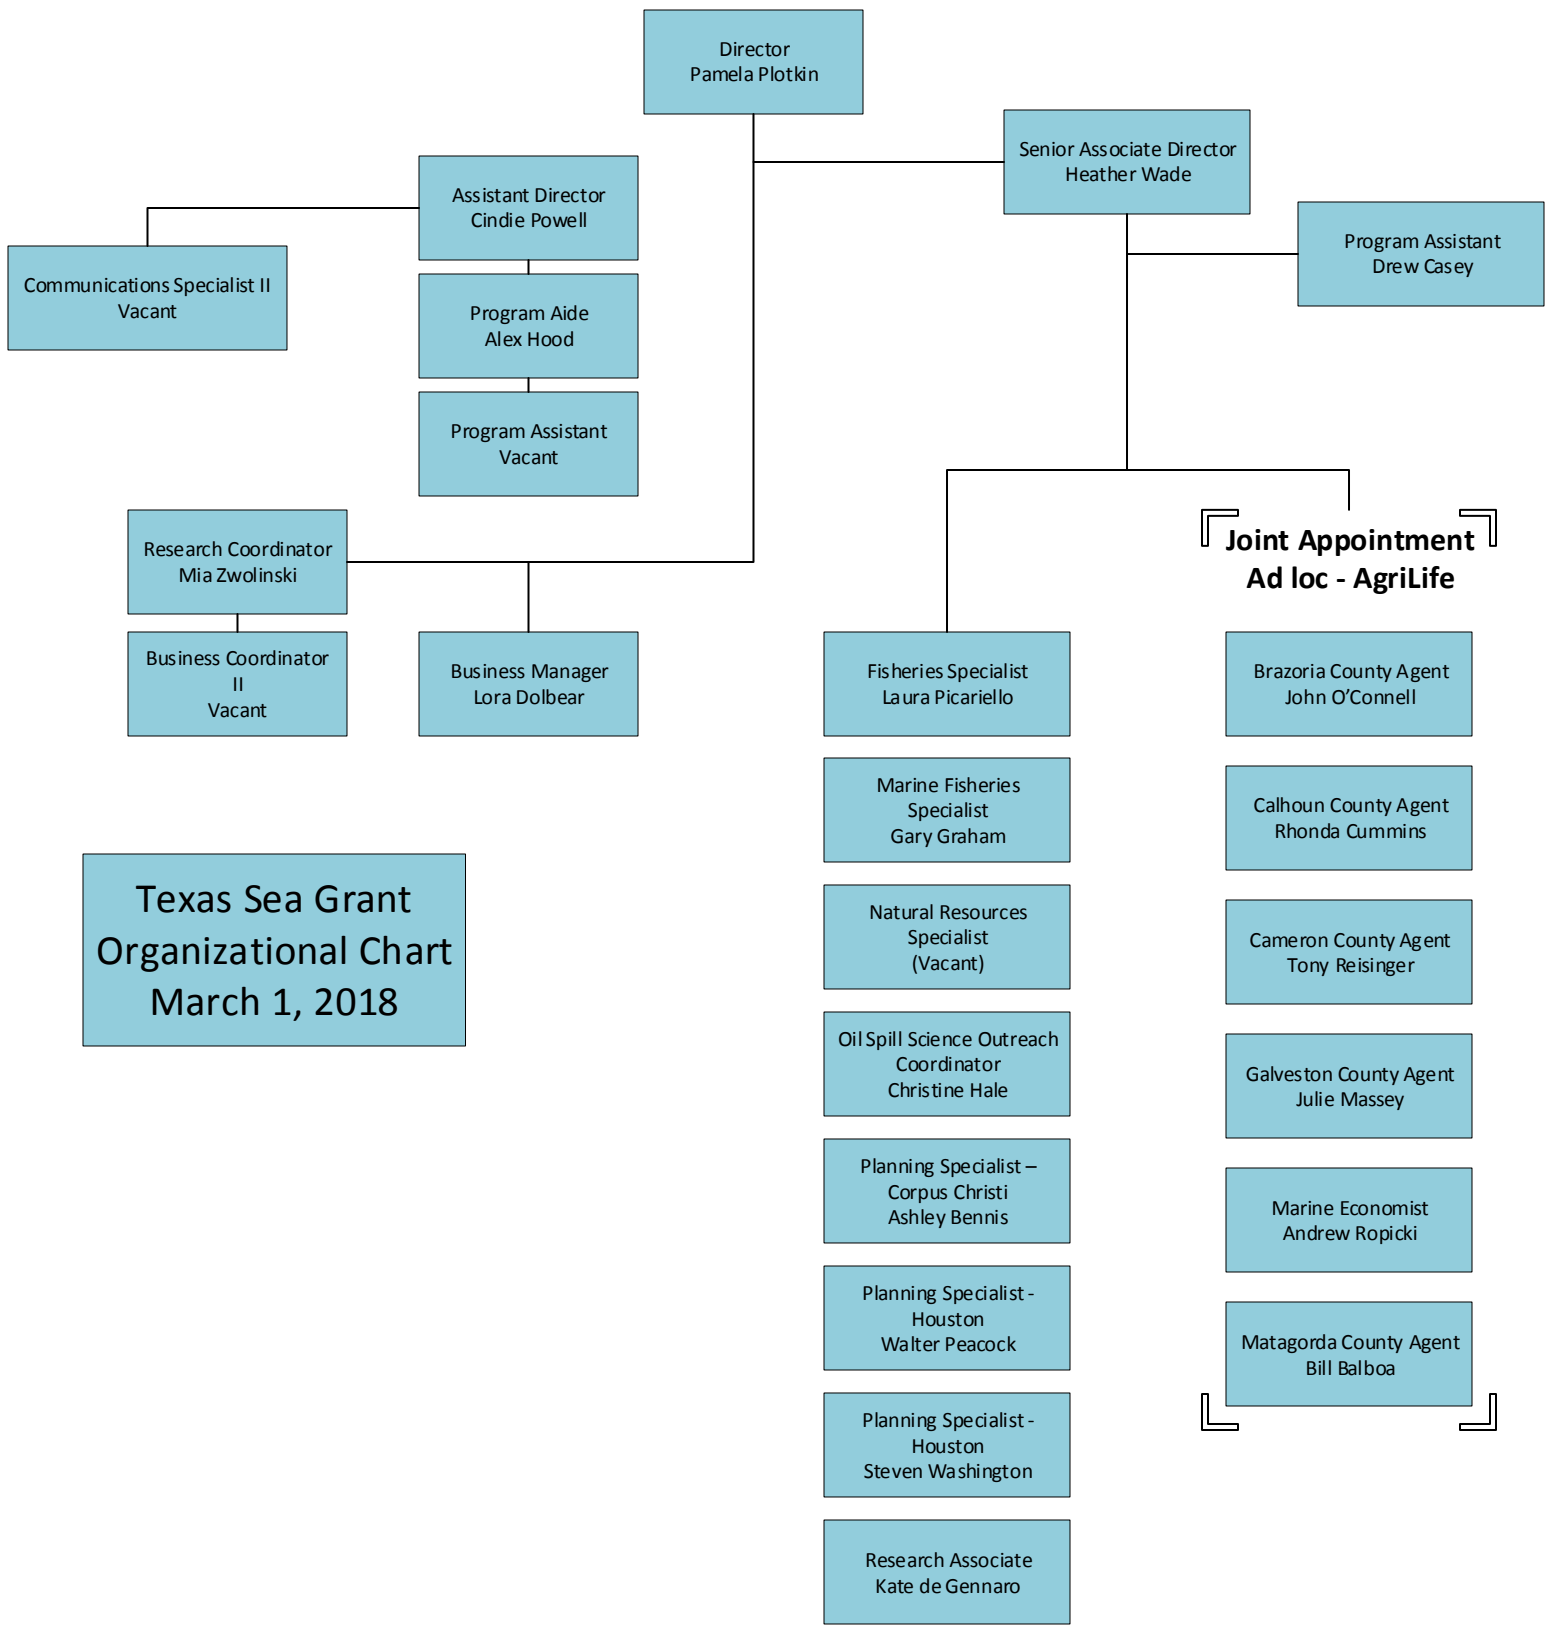 Director
Pamela Plotkin
Senior Associate Director
Heather Wade
Assistant Director
Cindie Powell
Program Assistant
Drew Casey
Communications Specialist II
Vacant
Program Aide
Alex Hood
Program Assistant
Vacant
Research Coordinator
Mia Zwolinski
Business Coordinator
II
Vacant
Business Manager
Lora Dolbear
Texas Sea Grant
Organizational Chart
March 1, 2018
Fisheries Specialist
Laura Picariello
Marine Fisheries
Specialist
Gary Graham
Natural Resources
Specialist
(Vacant)
Oil Spill Science Outreach
Coordinator
Christine Hale
Planning Specialist –
Corpus Christi
Ashley Bennis
Planning Specialist -
Houston
Walter Peacock
Planning Specialist -
Houston
Steven Washington
Research Associate
Kate de Gennaro
Joint Appointment
Ad loc - AgriLife
Brazoria County Agent
John O’Connell
Calhoun County Agent
Rhonda Cummins
Cameron County Agent
Tony Reisinger
Galveston County Agent
Julie Massey
Marine Economist
Andrew Ropicki
Matagorda County Agent
Bill Balboa